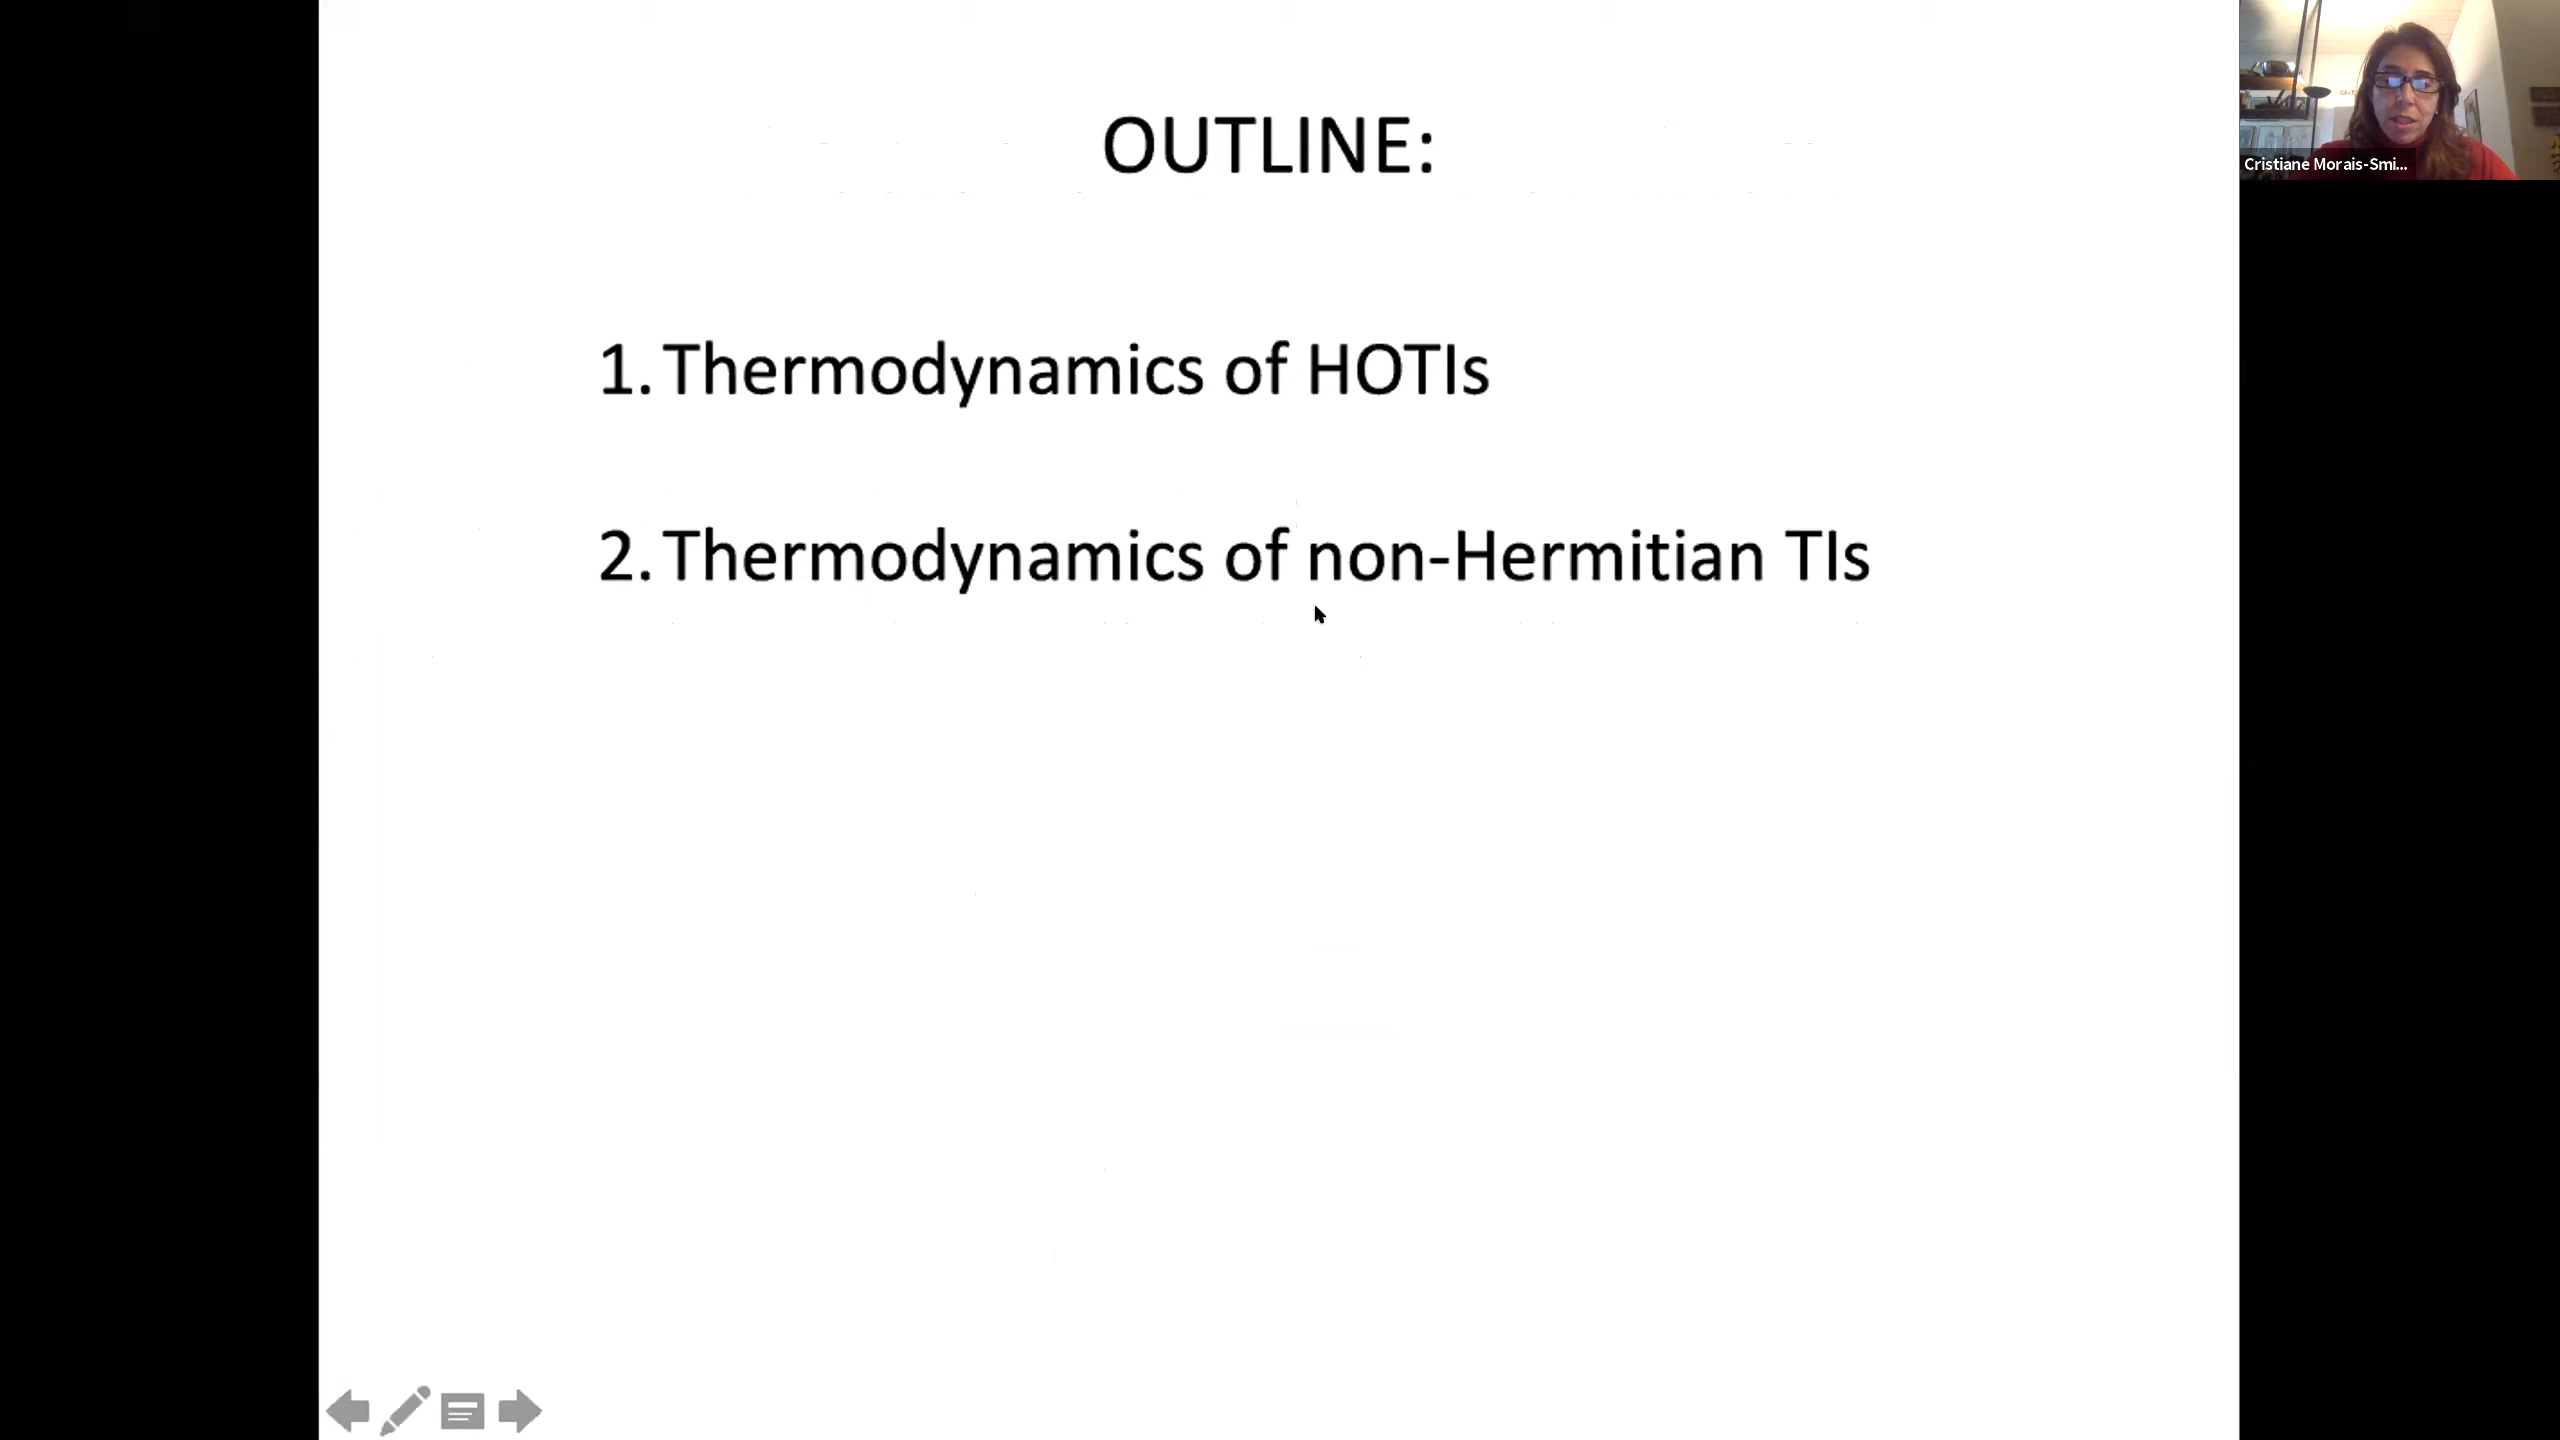 OUTLINE:
Cristiane Morais-Smi...
1. Thermodynamics of HOTIs
2. Thermodynamics of non-Hermitian TIs